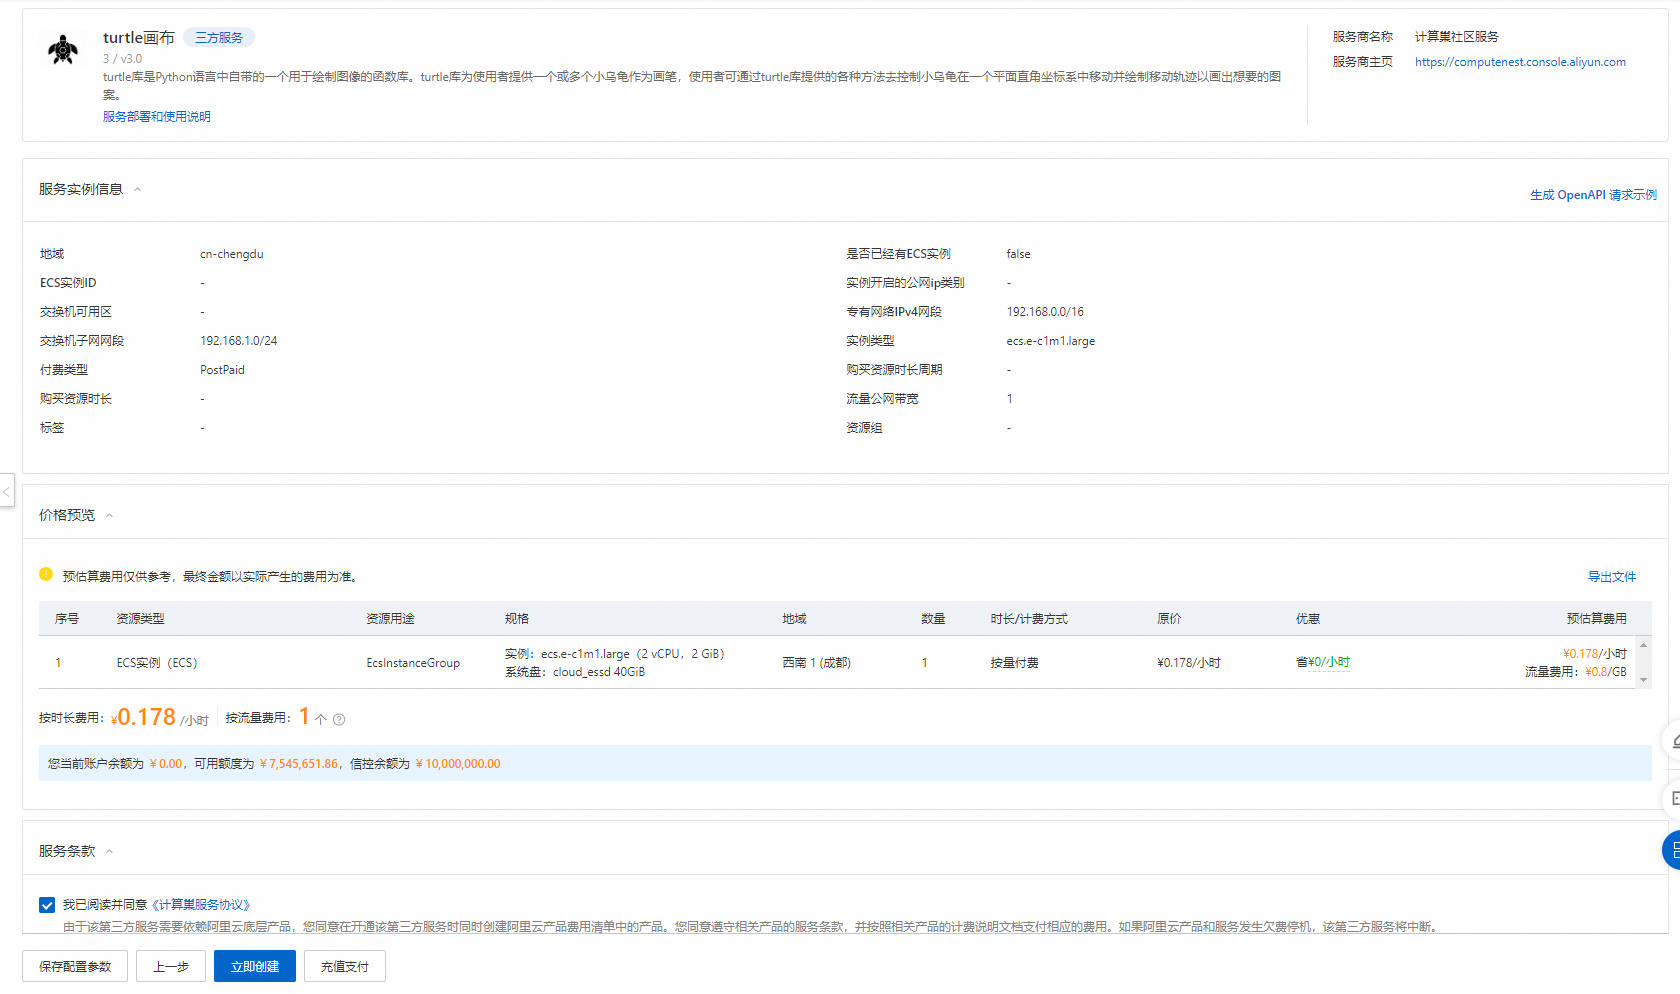 turtle画布 三方服务
3 / v3.0
turtle库是Python语言中自带的一个用于绘制图像的函数库。turtle库为使用者提供一个或多个小乌龟作为画笔，使用者可通过turtle库提供的各种方法去控制小乌龟在一个平面直角坐标系中移动并绘制移动轨迹以画出想要的图
案。
服务部署和使用说明
服务商名称 计算巢社区服务
服务商主页 https://computenest.console.aliyun.com
服务实例信息
生成 OpenAPI 请求示例
地域 cn-chengdu 是否已经有ECS实例 false
ECS实例ID - 实例开启的公网ip类别 -
交换机可用区 - 专有网络IPv4网段 192.168.0.0/16
交换机子网网段 192.168.1.0/24 实例类型 ecs.e-c1m1.large
付费类型 PostPaid 购买资源时长周期 -
购买资源时长 - 流量公网带宽 1
标签 - 资源组 -
价格预览
预估算费用仅供参考，最终金额以实际产生的费用为准。 导出文件
序号 资源类型 资源用途 规格 地域 数量 时长/计费方式 原价 优惠 预估算费用
1 ECS实例（ECS） EcsInstanceGroup 实例：ecs.e-c1m1.large（2 vCPU，2 GiB） 西南 1 (成都) 1 按量付费 ¥0.178/小时 省¥0/小时 ¥0.178/小时
系统盘：cloud_essd 40GiB 流量费用：¥0.8/GB
按时长费用：¥0.178 /小时 按流量费用：1 个
您当前账户余额为 ¥ 0.00，可用额度为 ¥ 7,545,651.86，信控余额为 ¥ 10,000,000.00
服务条款
我已阅读并同意《计算巢服务协议》
由于该第三方服务需要依赖阿里云底层产品，您同意在开通该第三方服务时同时创建阿里云产品费用清单中的产品。您同意遵守相关产品的服务条款，并按照相关产品的计费说明文档支付相应的费用。如果阿里云产品和服务发生欠费停机，该第三方服务将中断。
保存配置参数 上一步 立即创建 充值支付